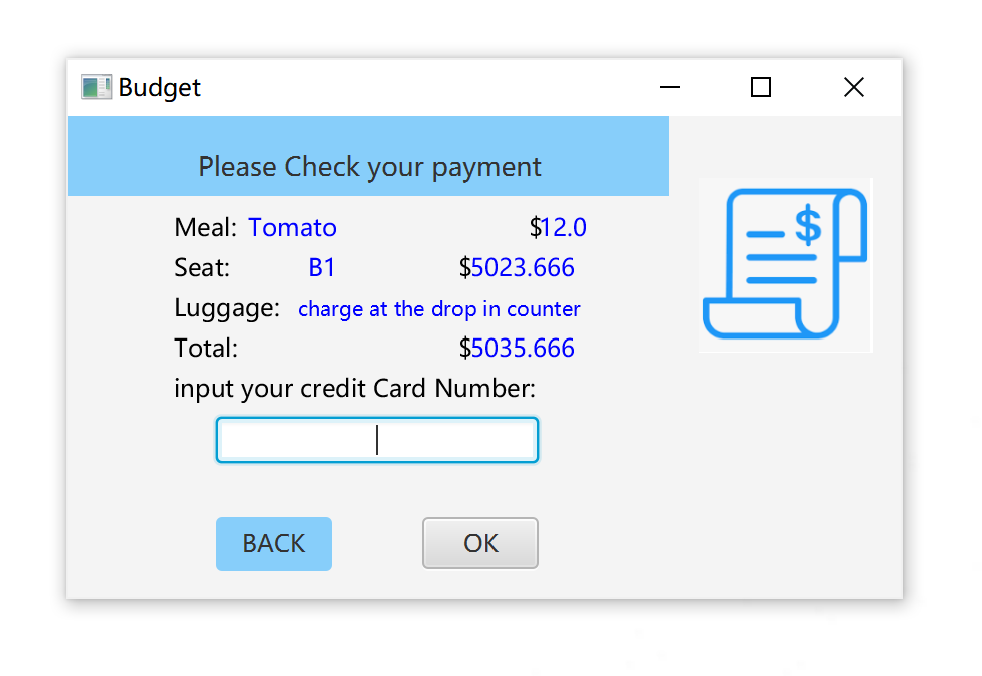 Budget
Please Check your payment
Meal: Tomato $12.0
Seat: B1 $5023.666
Luggage: charge at the drop in counter
Total: $5035.666
input your credit Card Number:
BACK OK
$